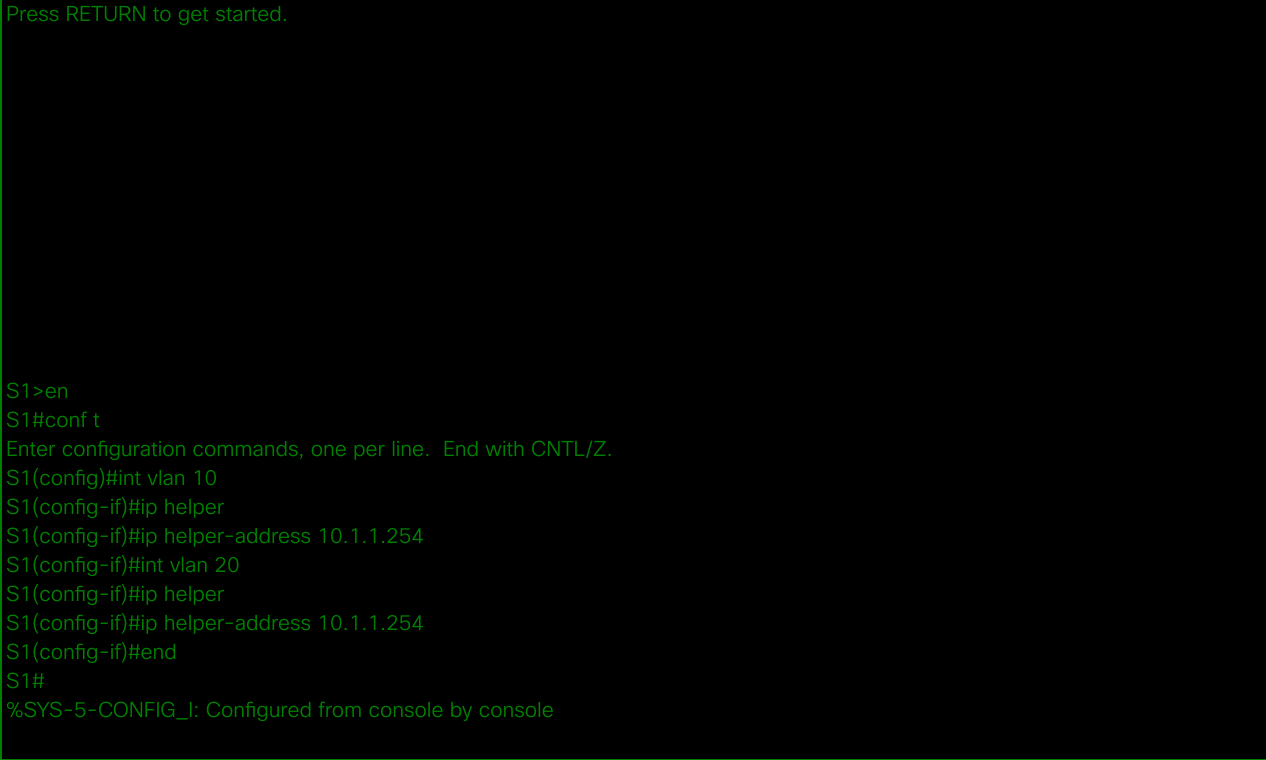 Press RETURN to get started.
S1>en
S1#conf t
Enter configuration commands, one per line.  End with CNTL/Z.
S1(config)#int vlan 10
S1(config-if)#ip helper
S1(config-if)#ip helper-address 10.1.1.254
S1(config-if)#int vlan 20
S1(config-if)#ip helper
S1(config-if)#ip helper-address 10.1.1.254
S1(config-if)#end
S1#
%SYS-5-CONFIG_I: Configured from console by console